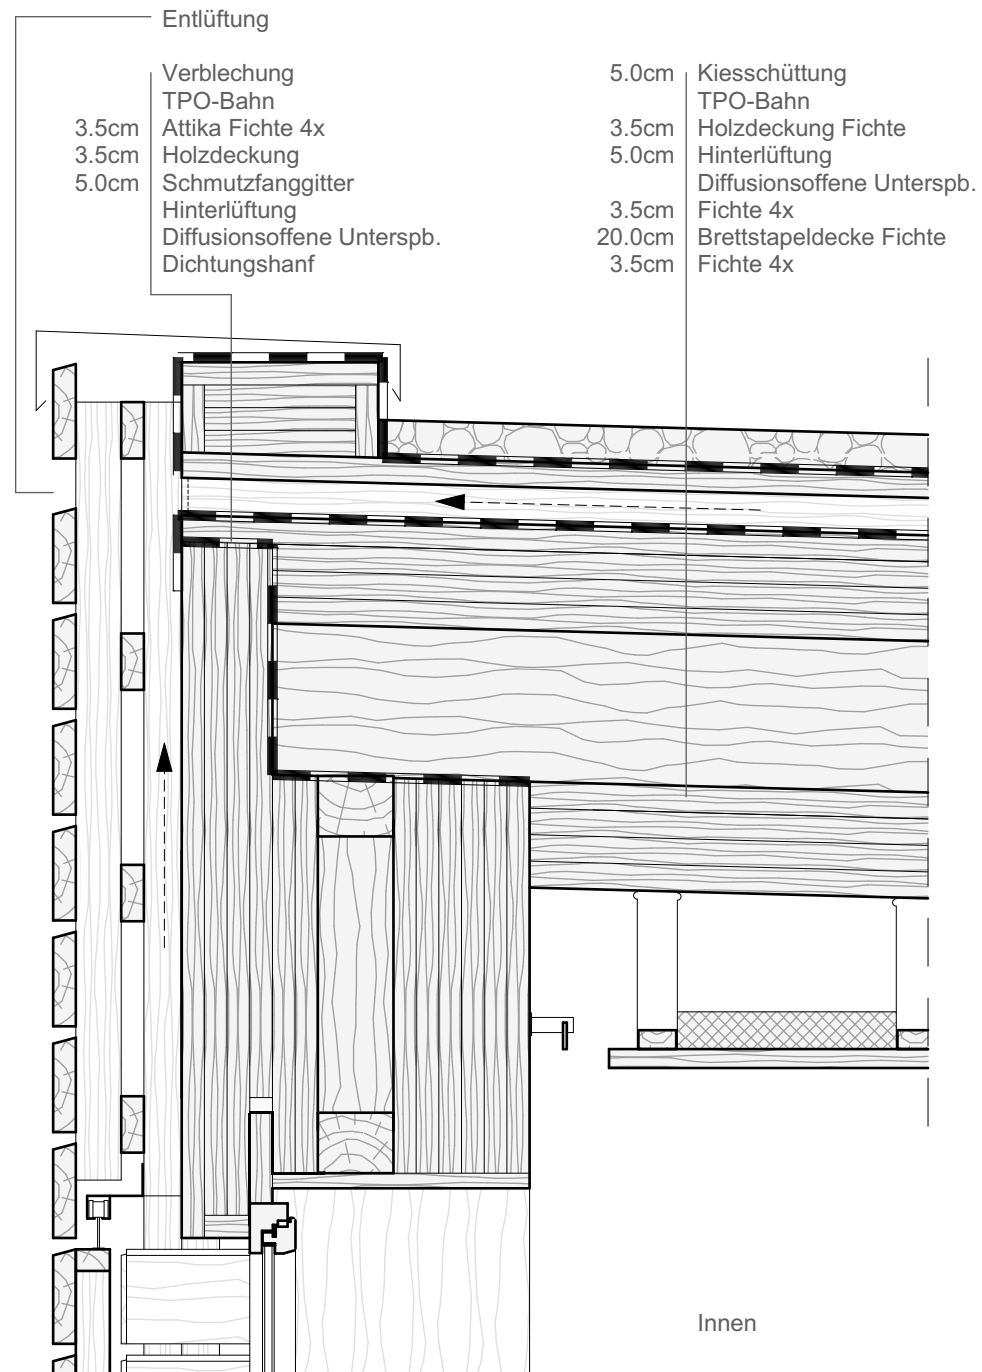 Entlüftung
Verblechung
TPO-Bahn
3.5cm Attika Fichte 4x
3.5cm Holzdeckung
5.0cm Schmutzfanggitter
Hinterlüftung
Diffusionsoffene Unterspb.
Dichtungshanf
5.0cm Kiesschüttung
TPO-Bahn
3.5cm Holzdeckung Fichte
5.0cm Hinterlüftung
Diffusionsoffene Unterspb.
3.5cm Fichte 4x
20.0cm Brettstapeldecke Fichte
3.5cm Fichte 4x
Innen